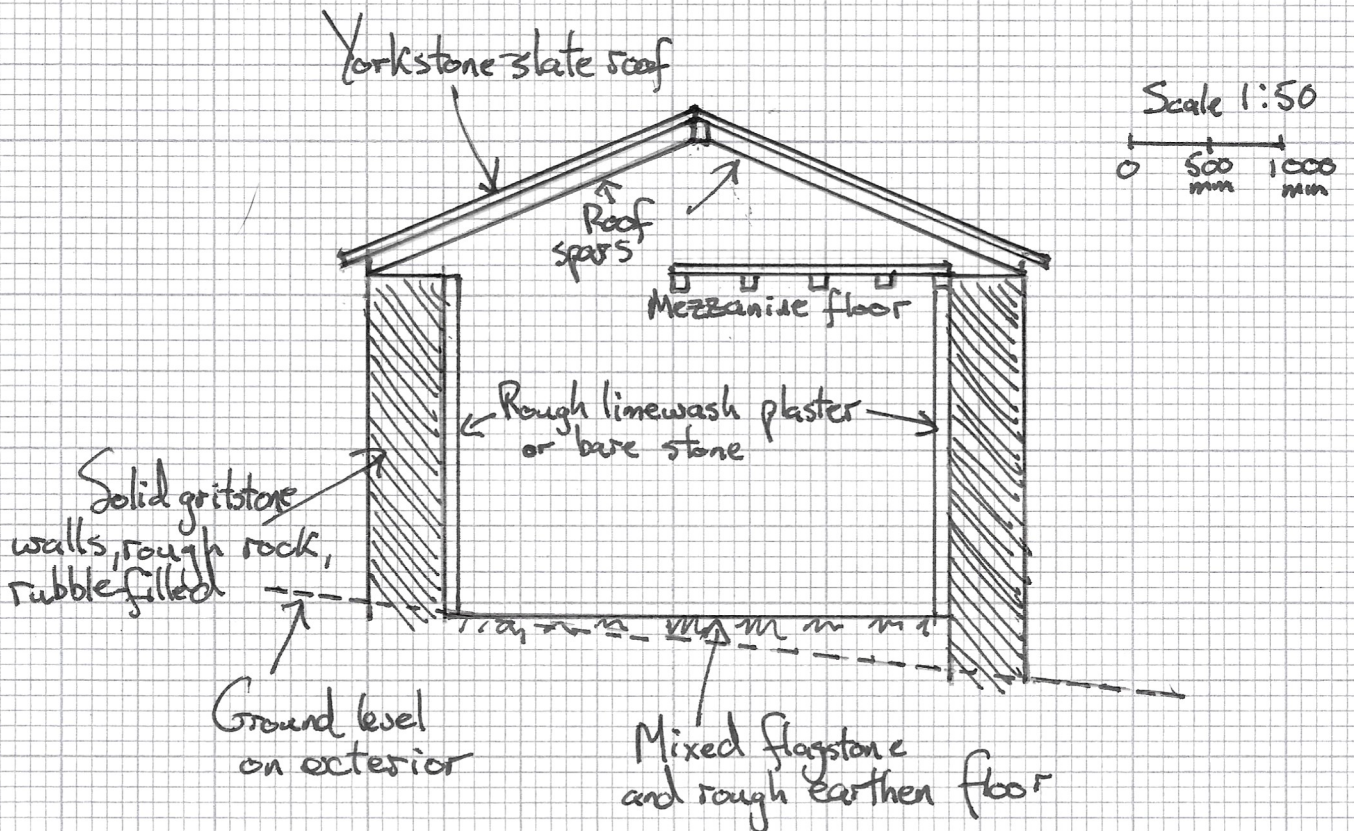 Yorkstone slate roof
Scale 1:50
0 500 mm 1000 mm
Roof
spars
Mezzanine floor
Rough limewash plaster
or bare stone
Solid gritstone
walls, rough rock,
rubble filled
Ground level
on exterior
Mixed flagstone
and rough earthen floor